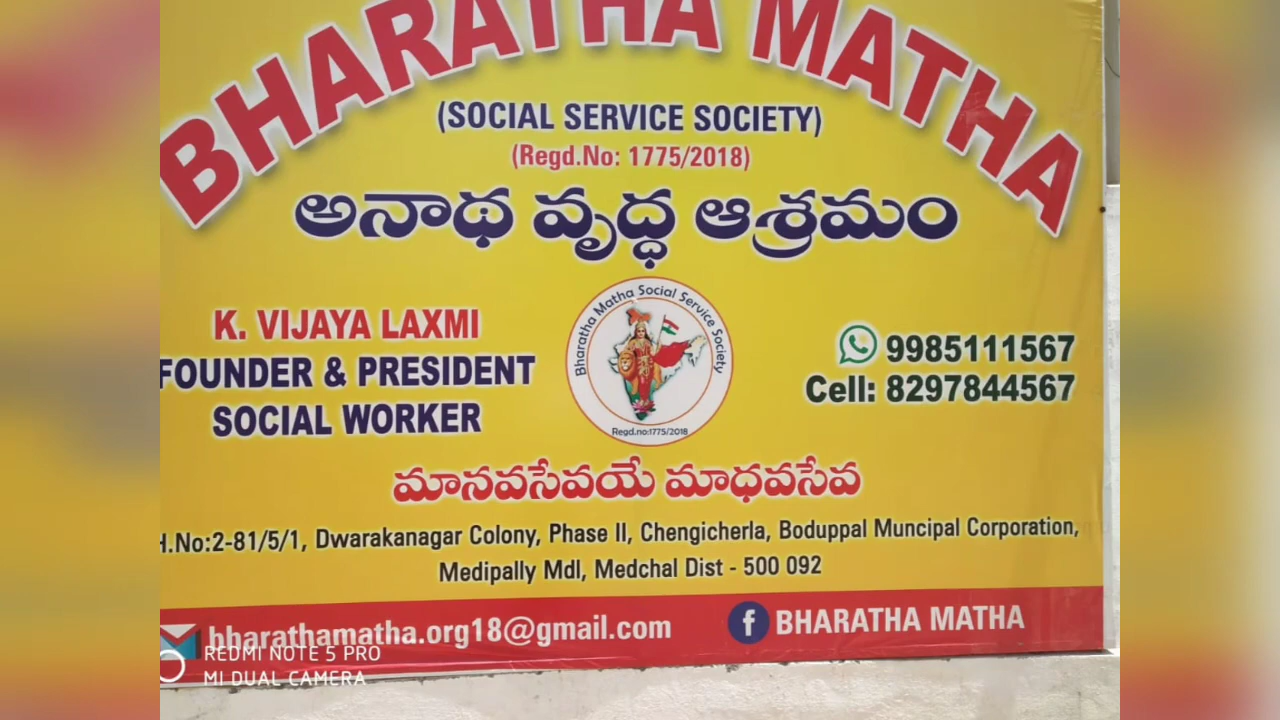 BHARATHA MATHA
(SOCIAL SERVICE SOCIETY)
(Regd.No: 1775/2018)
అనాథ వృద్ధ ఆశ్రమం
K. VIJAYA LAXMI
FOUNDER & PRESIDENT
SOCIAL WORKER
Bharatha Matha Social Service Society
Regd.no:1775/2018
9985111567
Cell: 8297844567
మానవసేవయే మాధవసేవ
H.No:2-81/5/1, Dwarakanagar Colony, Phase II, Chengicherla, Boduppal Muncipal Corporation,
Medipally Mdl, Medchal Dist - 500 092
bharathamatha.org18@gmail.com
BHARATHA MATHA
REDMI NOTE 5 PRO
MI DUAL CAMERA